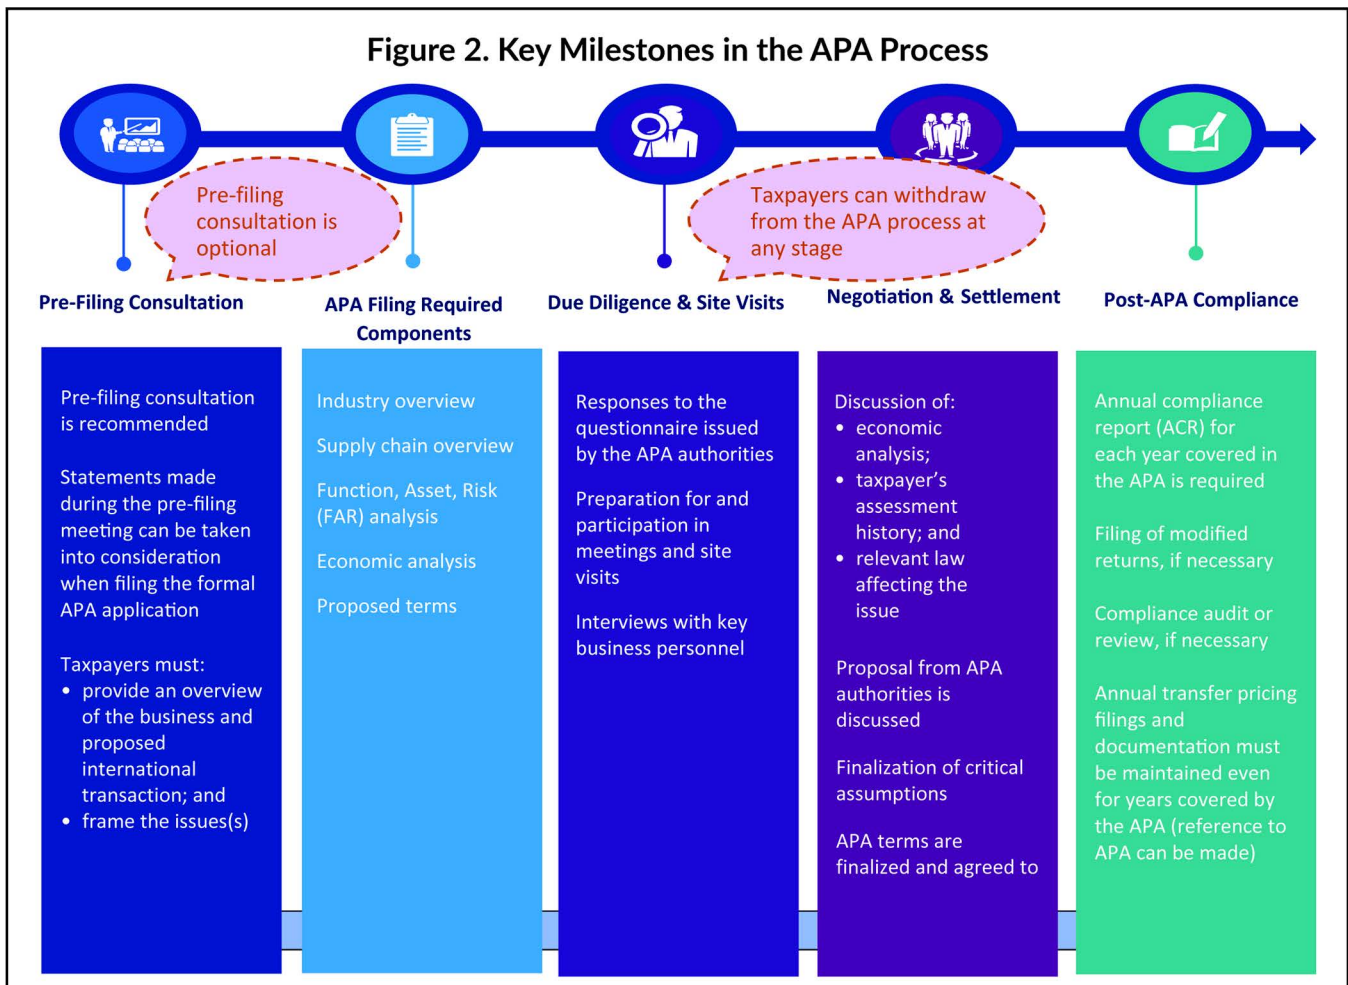 Figure 2. Key Milestones in the APA Process
Pre-filing
consultation is
optional
Taxpayers can withdraw
from the APA process at
any stage
Pre-Filing Consultation
Pre-filing consultation
is recommended
Statements made
during the pre-filing
meeting can be taken
into consideration
when filing the formal
APA application
Taxpayers must:
• provide an overview
of the business and
proposed
international
transaction; and
• frame the issues(s)
APA Filing Required
Components
Industry overview
Supply chain overview
Function, Asset, Risk
(FAR) analysis
Economic analysis
Proposed terms
Due Diligence & Site Visits
Responses to the
questionnaire issued
by the APA authorities
Preparation for and
participation in
meetings and site
visits
Interviews with key
business personnel
Negotiation & Settlement
Discussion of:
• economic
analysis;
• taxpayer’s
assessment
history; and
• relevant law
affecting the
issue
Proposal from APA
authorities is
discussed
Finalization of critical
assumptions
APA terms are
finalized and agreed to
Post-APA Compliance
Annual compliance
report (ACR) for
each year covered in
the APA is required
Filing of modified
returns, if necessary
Compliance audit or
review, if necessary
Annual transfer pricing
filings and
documentation must
be maintained even
for years covered by
the APA (reference to
APA can be made)